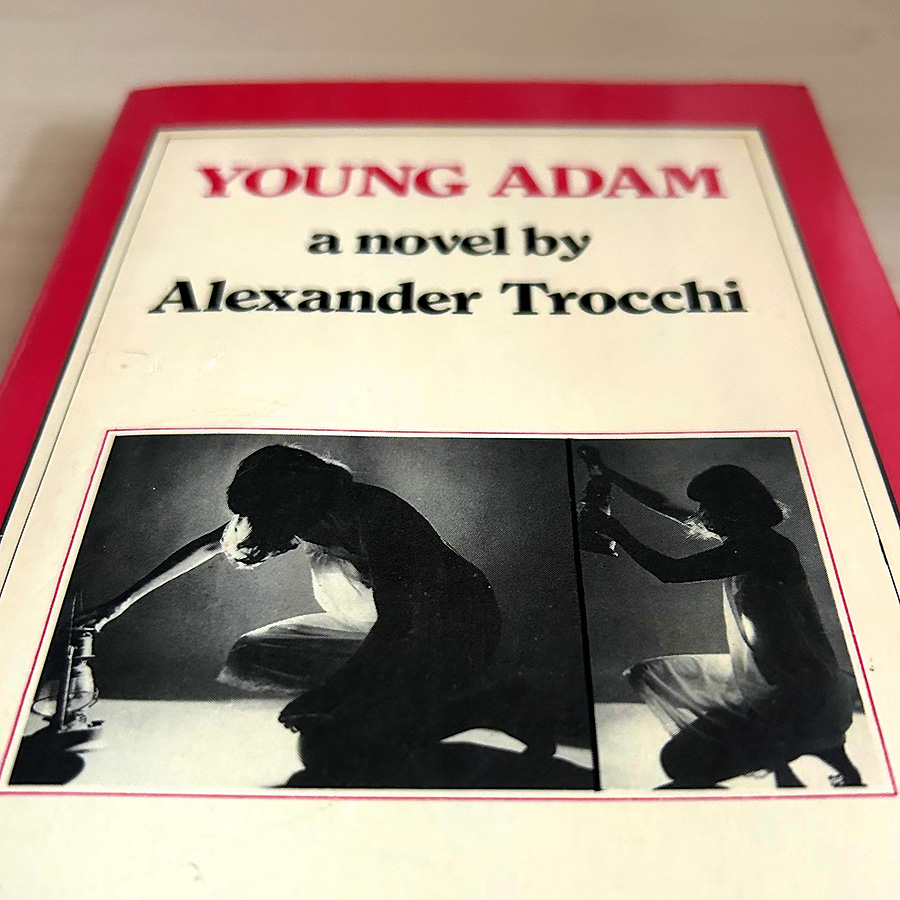 YOUNG ADAM
a novel by
Alexander Trocchi